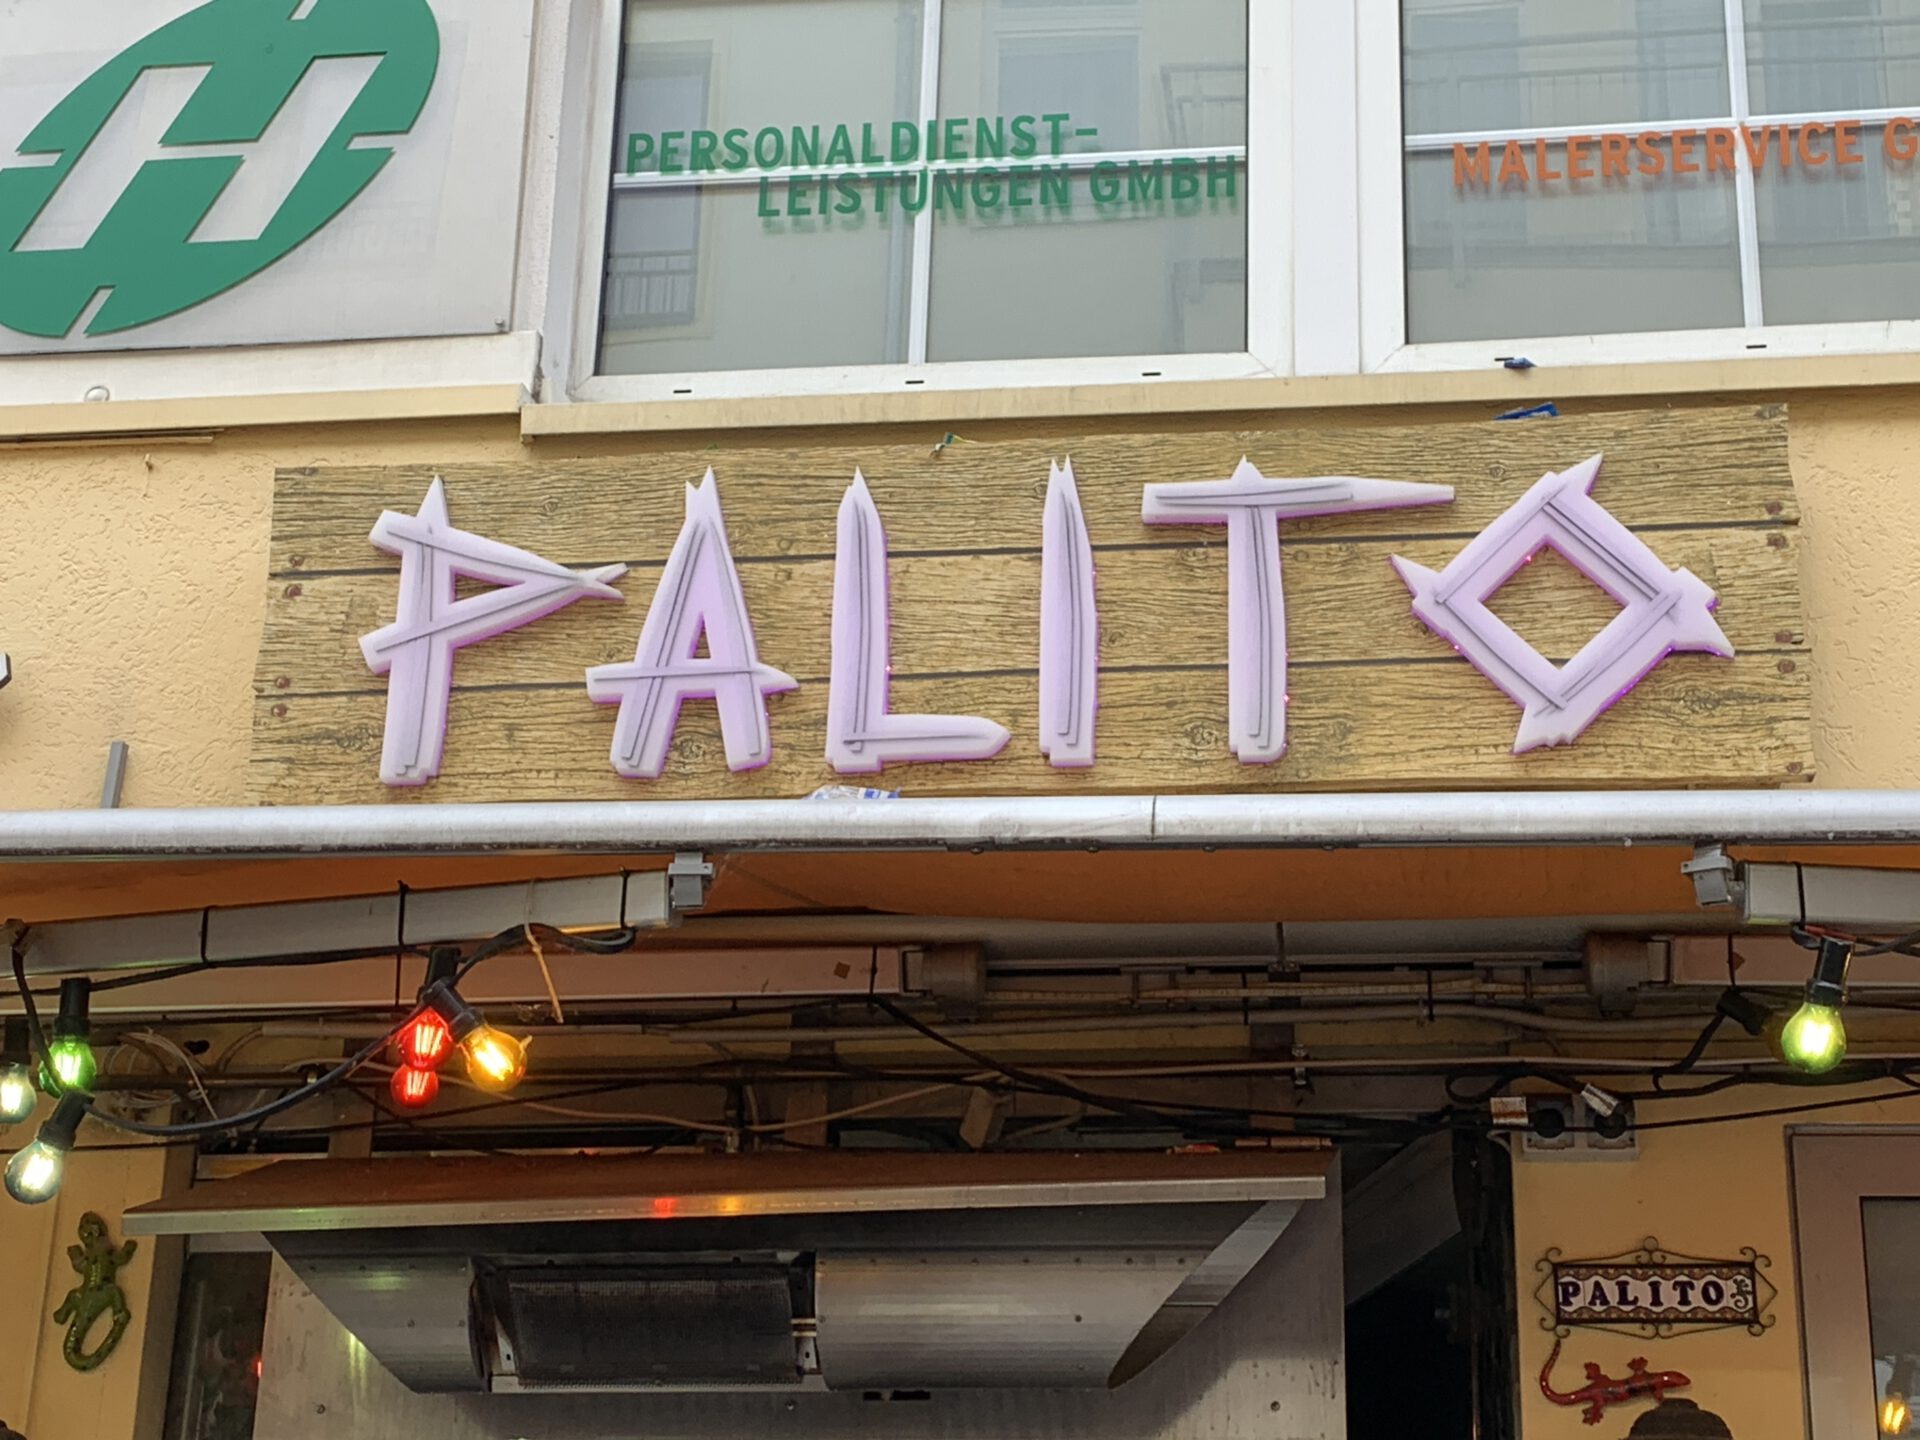 H
PERSONALDIENST-
LEISTUNGEN GMBH
MALERSERVICE G
PALITO
PALITO